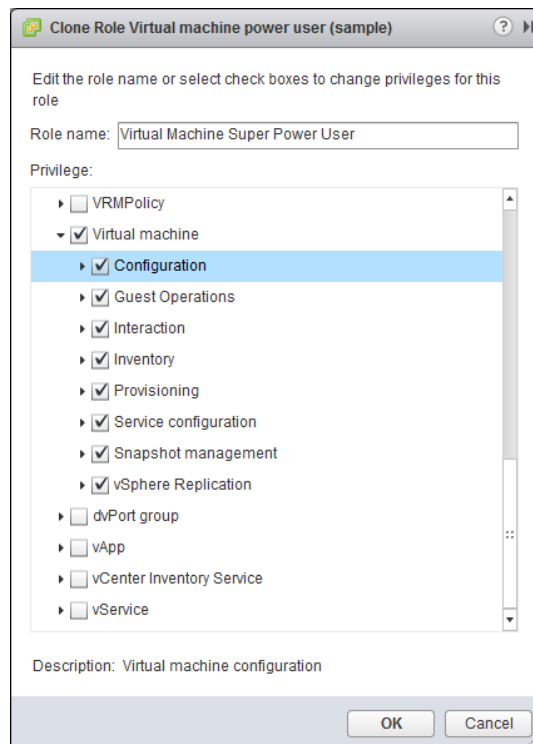 Clone Role Virtual machine power user (sample)
?
Edit the role name or select check boxes to change privileges for this
role
Role name: Virtual Machine Super Power User
Privilege:
VRMPolicy
Virtual machine
Configuration
Guest Operations
Interaction
Inventory
Provisioning
Service configuration
Snapshot management
vSphere Replication
dvPort group
vApp
vCenter Inventory Service
vService
Description: Virtual machine configuration
OK Cancel